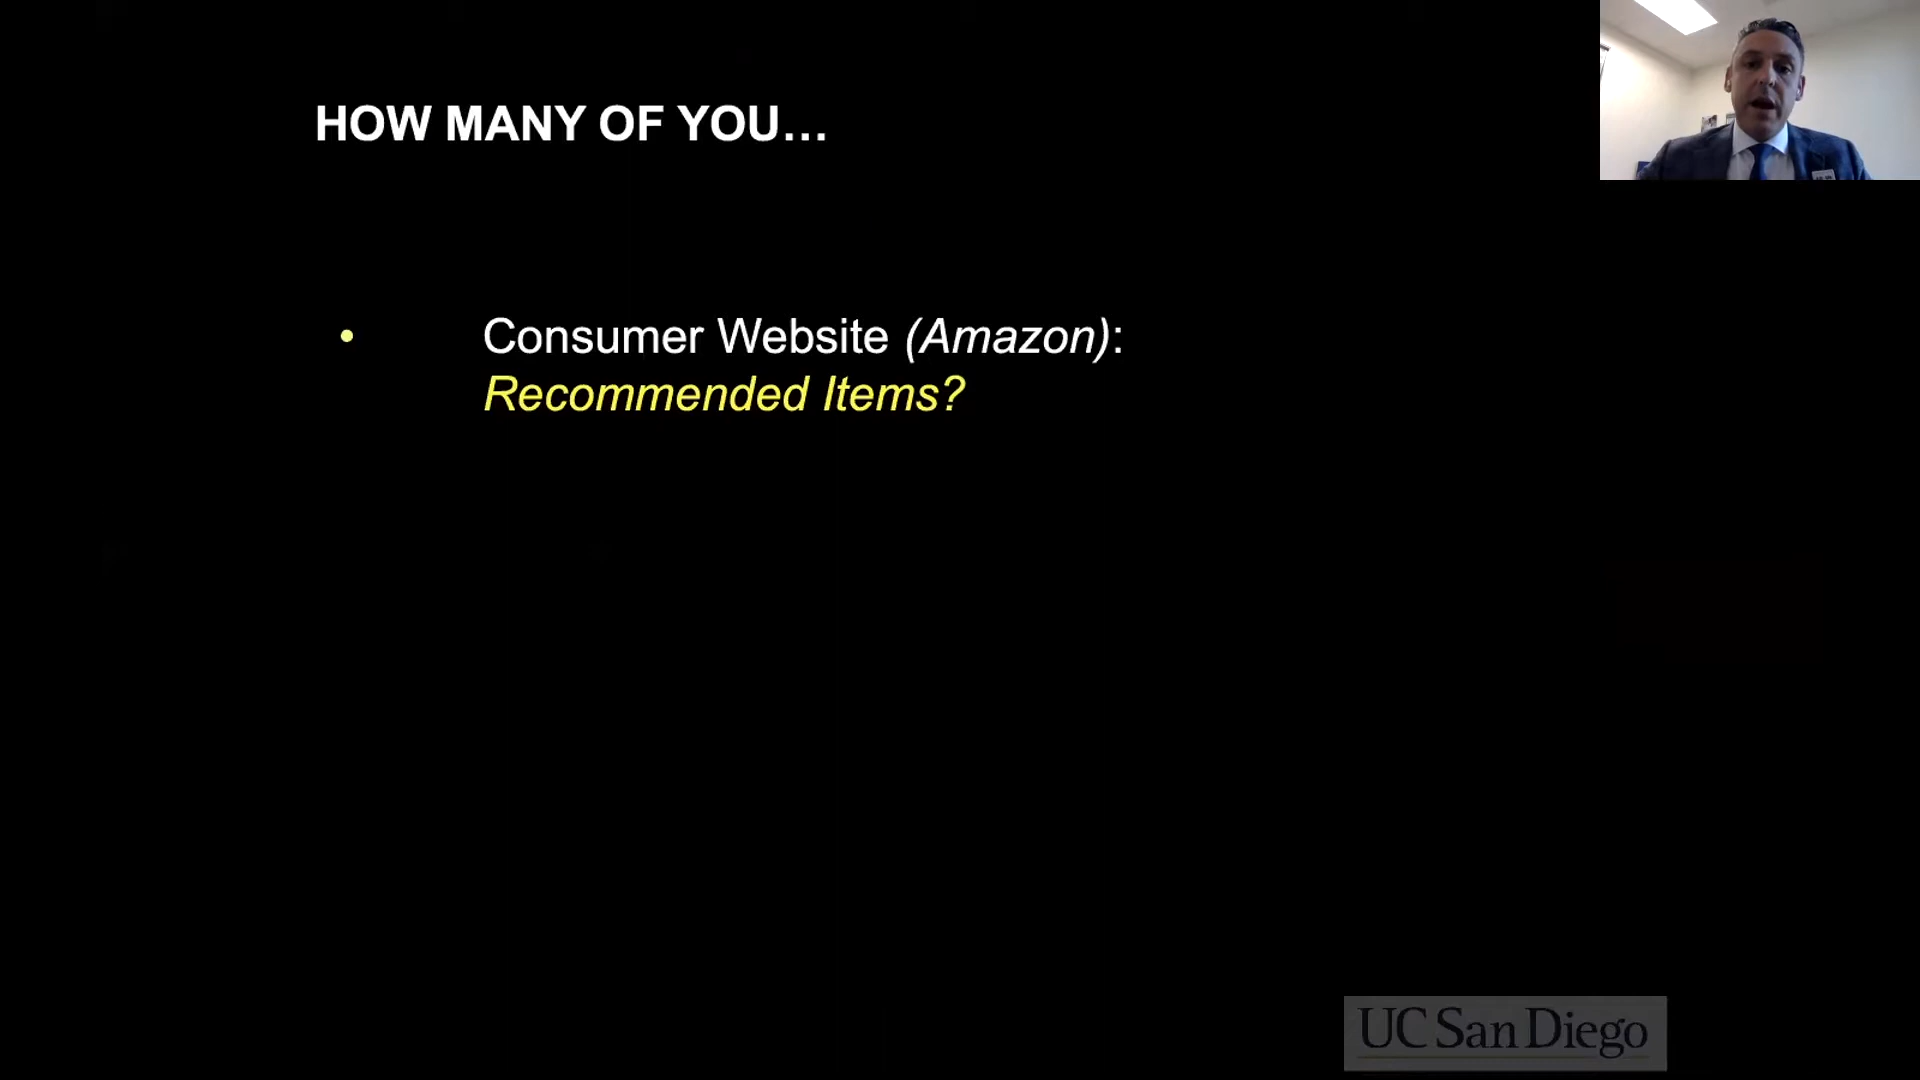 HOW MANY OF YOU…
• Consumer Website (Amazon):
Recommended Items?
UC San Diego